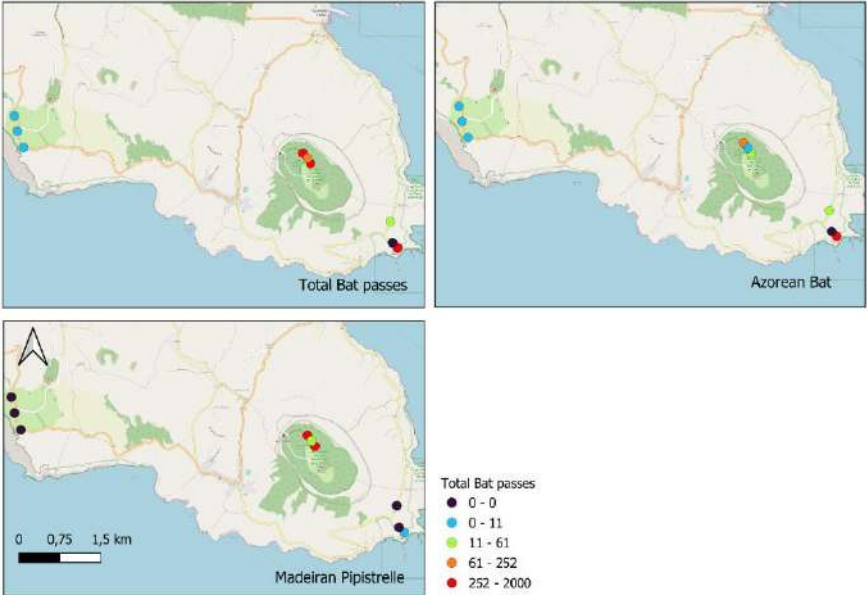 Total Bat passes
Azorean Bat
0 0,75 1,5 km
Madeiran Pipistrelle
Total Bat passes
0 - 0
0 - 11
11 - 61
61 - 252
252 - 2000